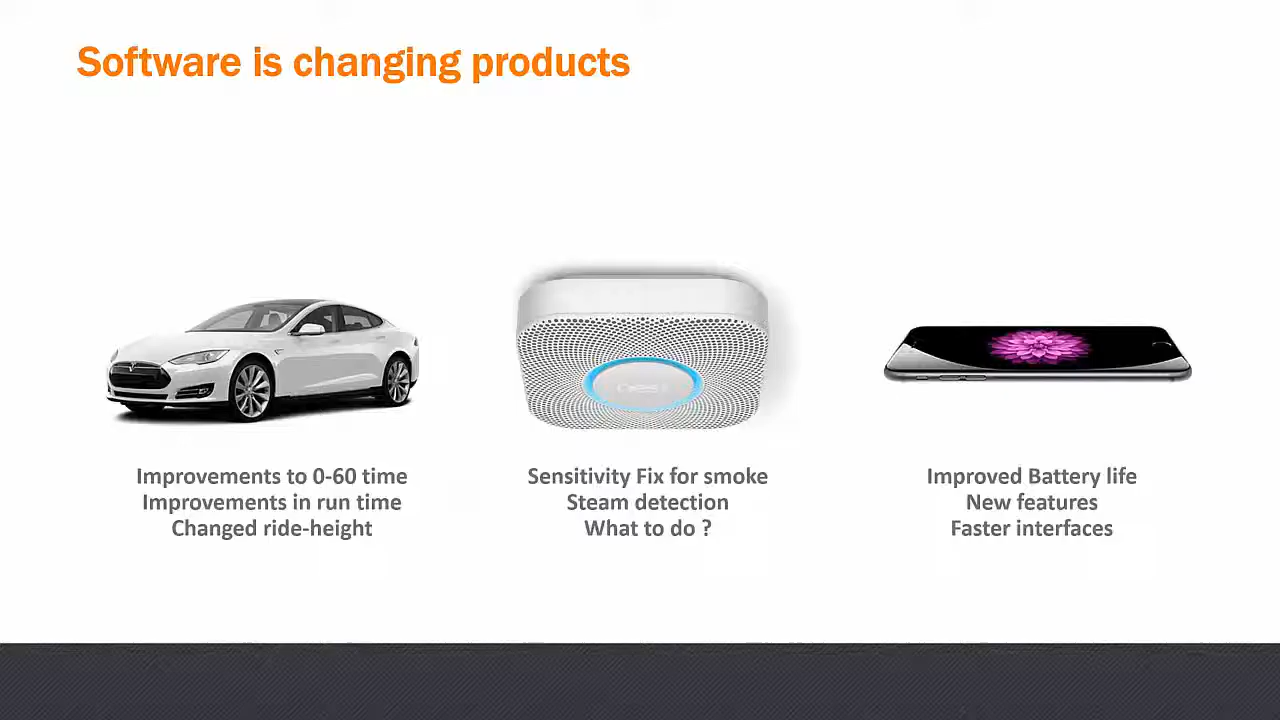 Software is changing products
Improvements to 0-60 time
Improvements in run time
Changed ride-height
nest
Sensitivity Fix for smoke
Steam detection
What to do ?
Improved Battery life
New features
Faster interfaces